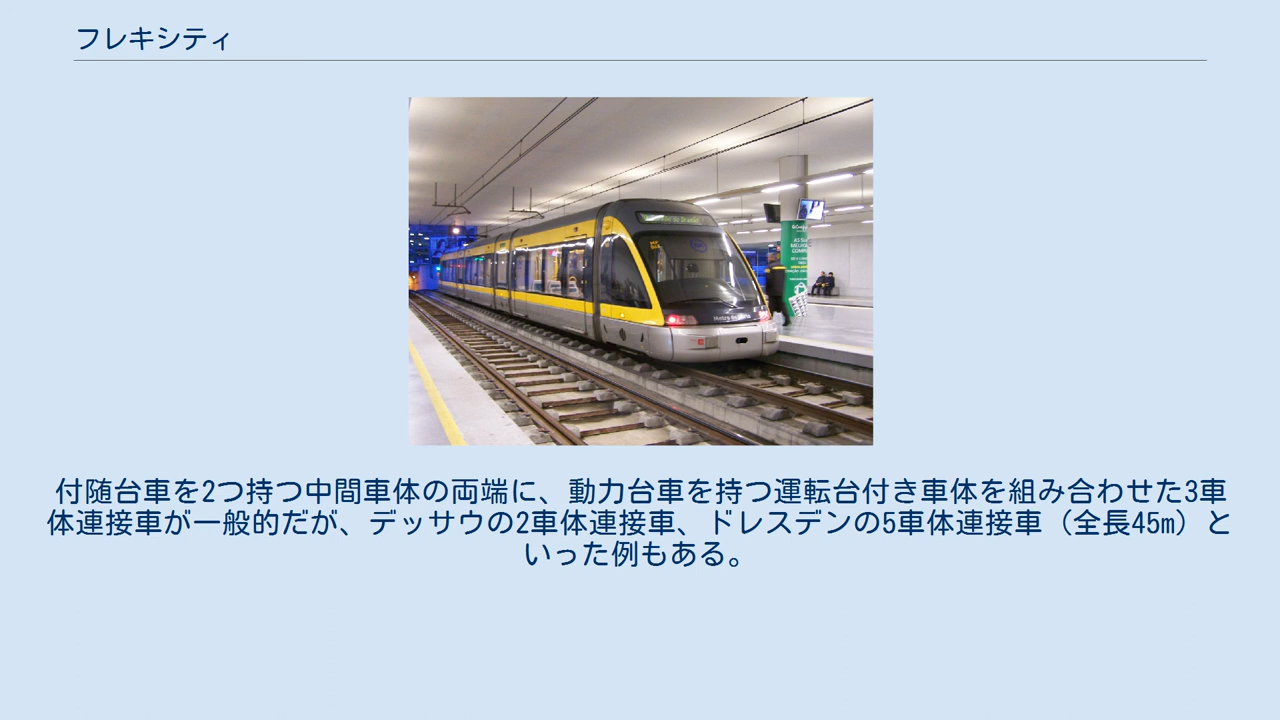 フレキシティ
付随台車を2つ持つ中間車体の両端に、動力台車を持つ運転台付き車体を組み合わせた3車
体連接車が一般的だが、デッサウの2車体連接車、ドレスデンの5車体連接車（全長45m）と
いった例もある。